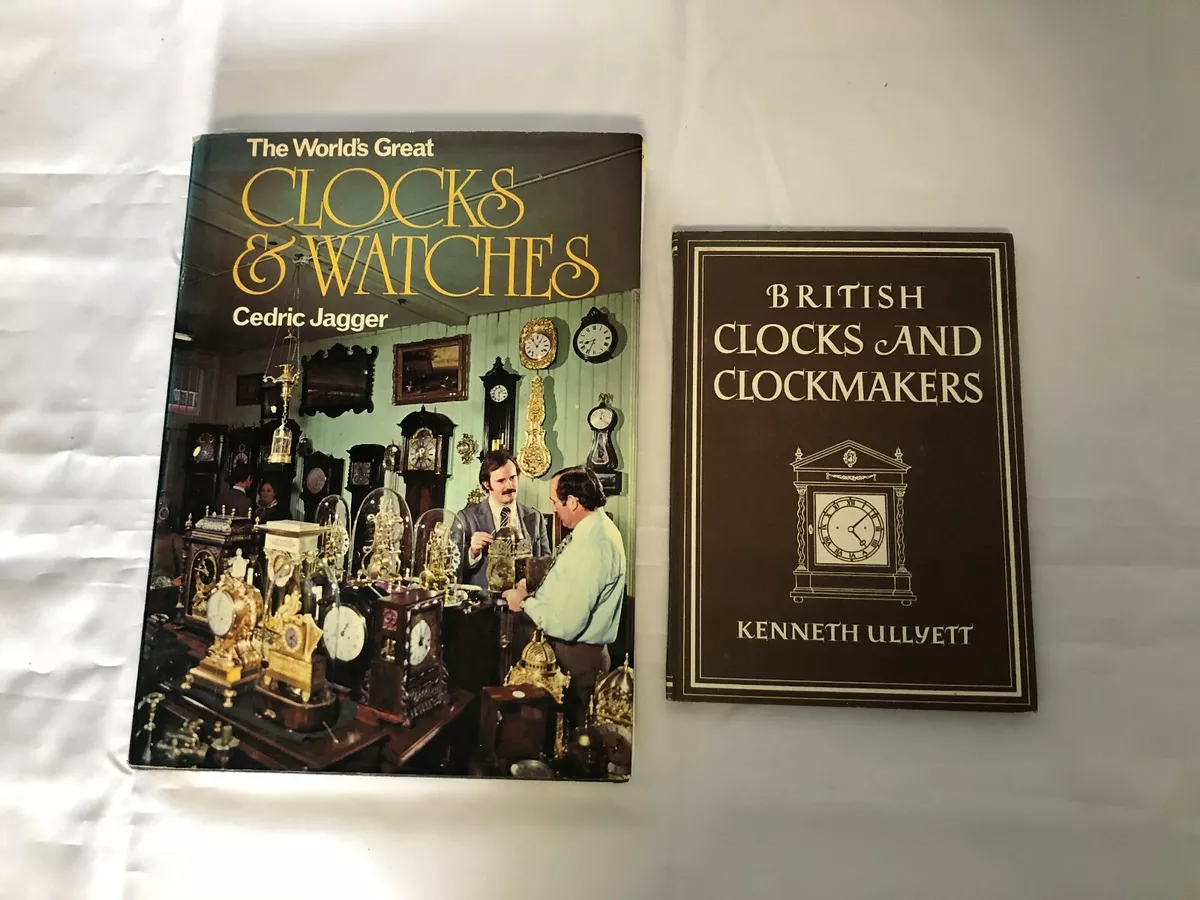 The World's Great
CLOCKS
& WATCHES
Cedric Jagger
BRITISH
CLOCKS AND
CLOCKMAKERS
KENNETH ULLYETT